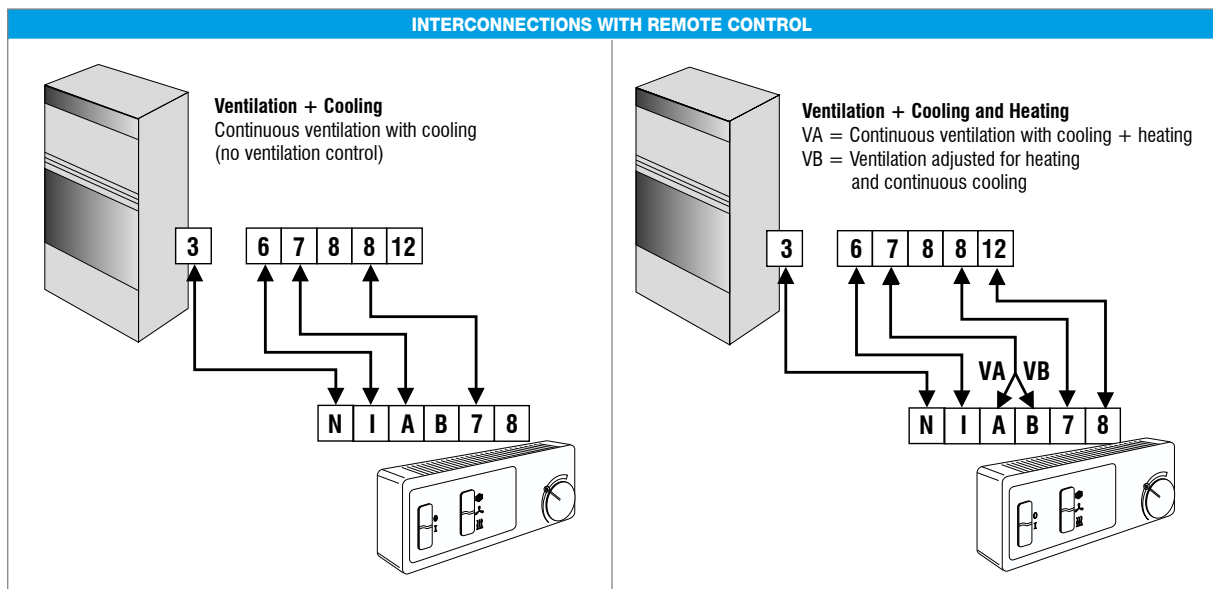 INTERCONNECTIONS WITH REMOTE CONTROL
Ventilation + Cooling
Continuous ventilation with cooling
(no ventilation control)
3 6 7 8 8 12
N I A B 7 8
I
Ventilation + Cooling and Heating
VA = Continuous ventilation with cooling + heating
VB = Ventilation adjusted for heating
and continuous cooling
3 6 7 8 8 12
VA VB
N I A B 7 8
O
I